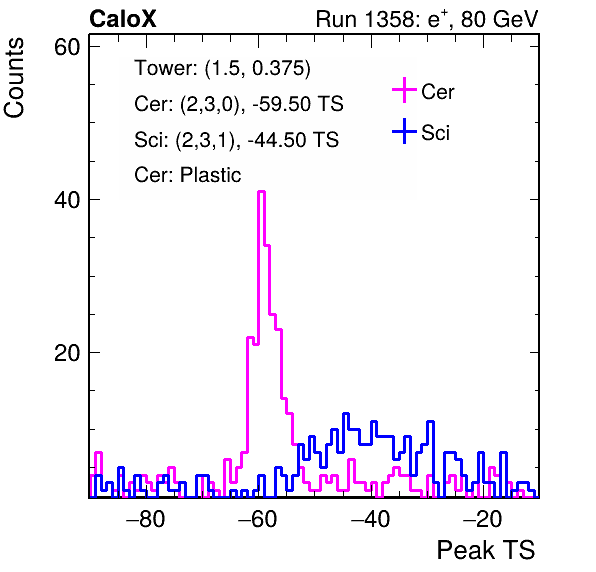 CaloX Run 1358: e⁺, 80 GeV
Counts
60
Tower: (1.5, 0.375)
Cer: (2,3,0), -59.50 TS
Sci: (2,3,1), -44.50 TS
Cer: Plastic
Cer
Sci
40
20
−80 −60 −40 −20
Peak TS